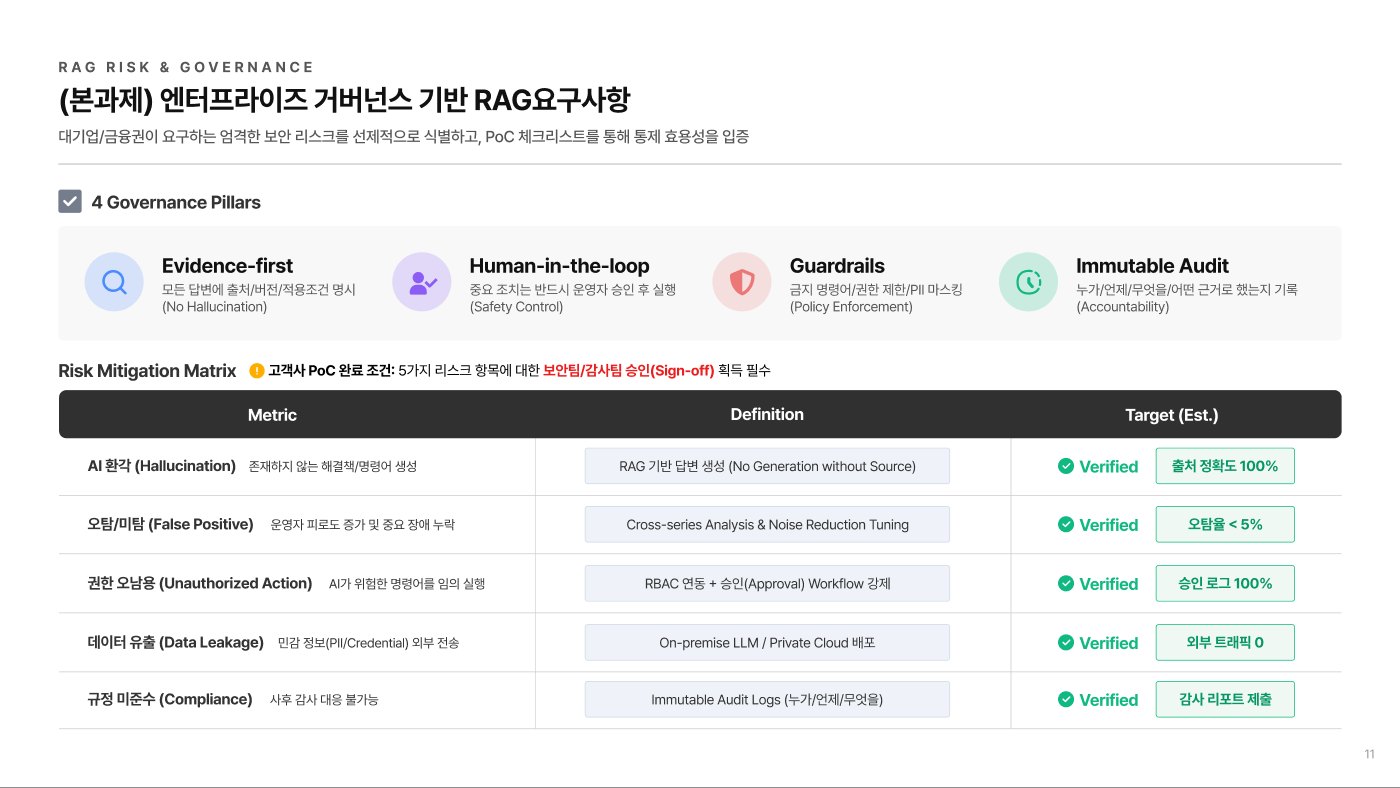 RAG RISK & GOVERNANCE
(본과제) 엔터프라이즈 거버넌스 기반 RAG요구사항
대기업/금융권이 요구하는 엄격한 보안 리스크를 선제적으로 식별하고, PoC 체크리스트를 통해 통제 효용성을 입증
4 Governance Pillars
Evidence-first
모든 답변에 출처/버전/적용조건 명시
(No Hallucination)
Human-in-the-loop
중요 조치는 반드시 운영자 승인 후 실행
(Safety Control)
Guardrails
금지 명령어/권한 제한/PII 마스킹
(Policy Enforcement)
Immutable Audit
누가/언제/무엇을/어떤 근거로 했는지 기록
(Accountability)
Risk Mitigation Matrix 고객사 PoC 완료 조건: 5가지 리스크 항목에 대한 보안팀/감사팀 승인(Sign-off) 획득 필수
Metric Definition Target (Est.)
AI 환각 (Hallucination) 존재하지 않는 해결책/명령어 생성 RAG 기반 답변 생성 (No Generation without Source) Verified 출처 정확도 100%
오탐/미탐 (False Positive) 운영자 피로도 증가 및 중요 장애 누락 Cross-series Analysis & Noise Reduction Tuning Verified 오탐율 < 5%
권한 오남용 (Unauthorized Action) AI가 위험한 명령어를 임의 실행 RBAC 연동 + 승인(Approval) Workflow 강제 Verified 승인 로그 100%
데이터 유출 (Data Leakage) 민감 정보(PII/Credential) 외부 전송 On-premise LLM / Private Cloud 배포 Verified 외부 트래픽 0
규정 미준수 (Compliance) 사후 감사 대응 불가능 Immutable Audit Logs (누가/언제/무엇을) Verified 감사 리포트 제출
11